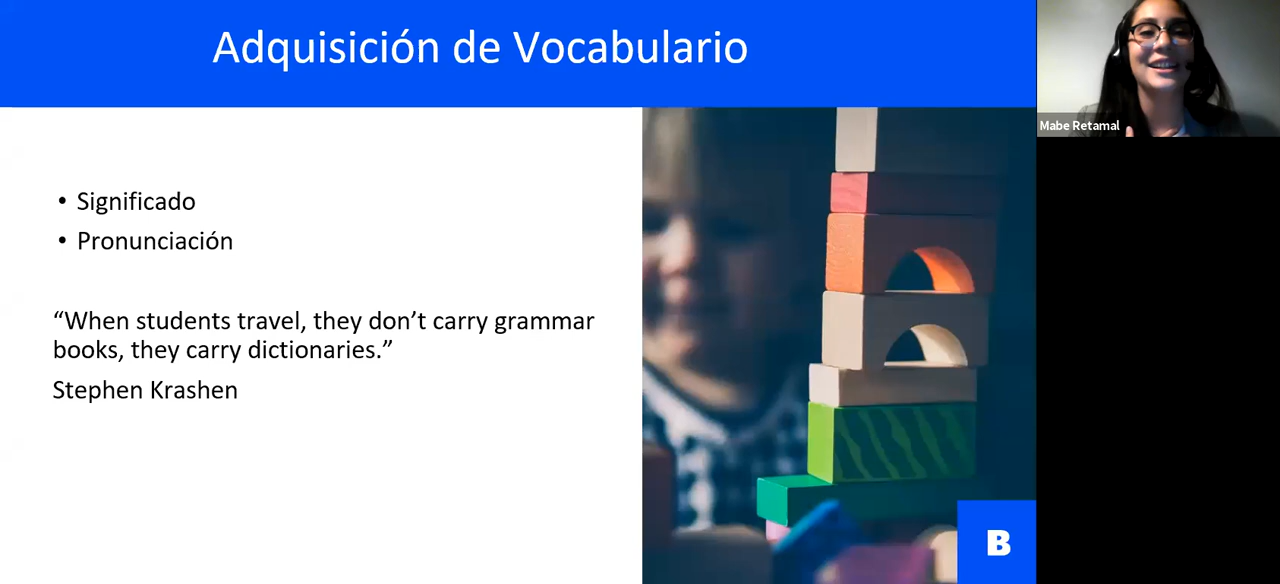 Adquisición de Vocabulario
Mabe Retamal
• Significado
• Pronunciación
“When students travel, they don’t carry grammar
books, they carry dictionaries.”
Stephen Krashen
B